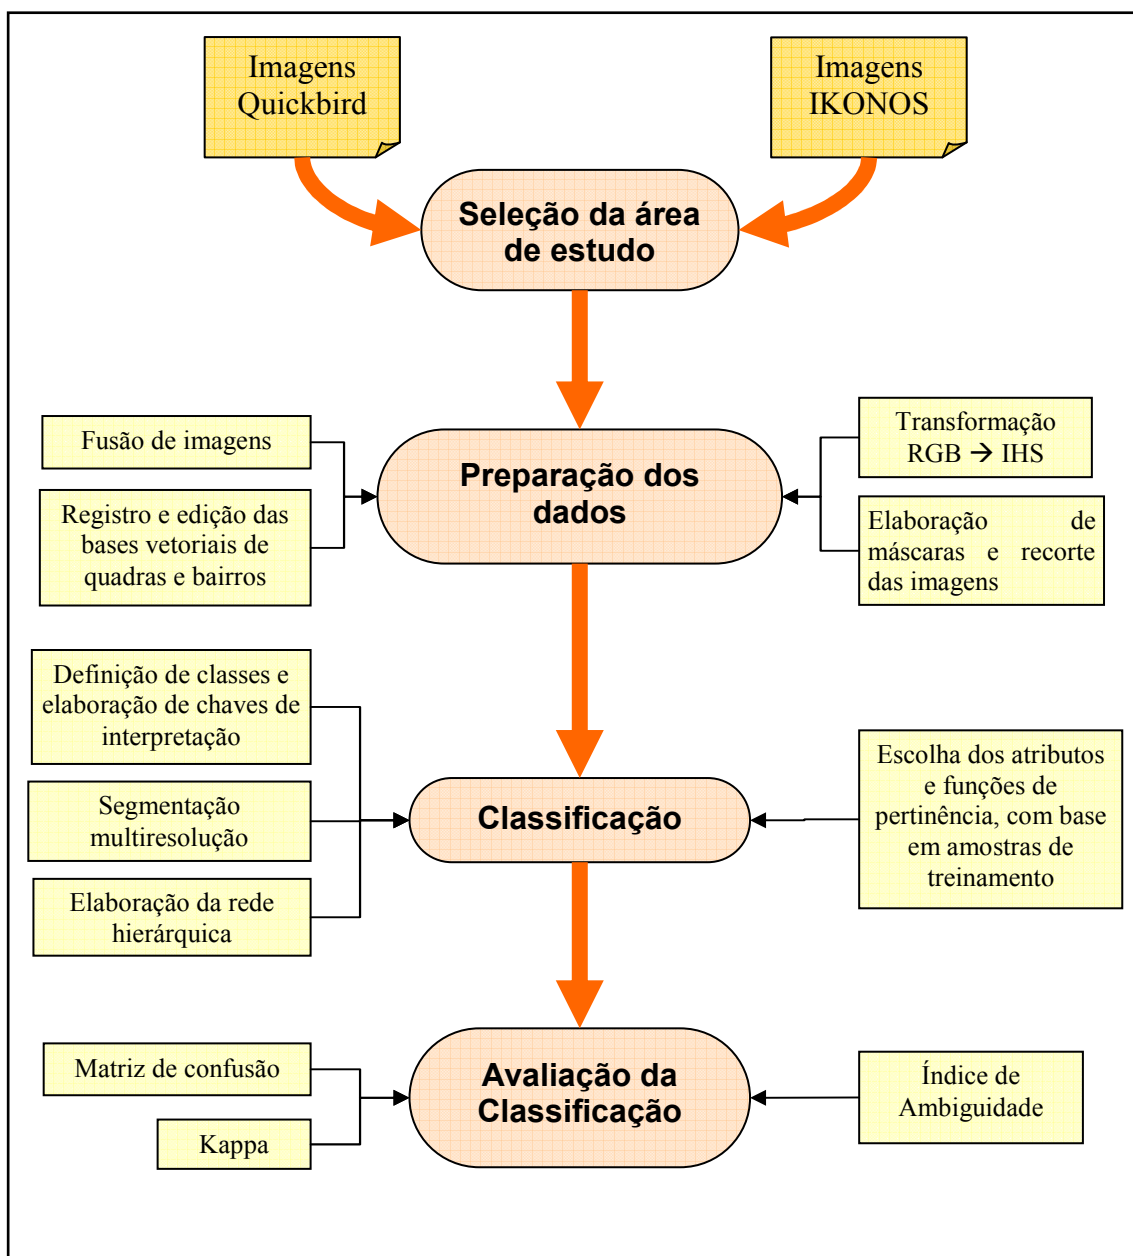 Imagens
Quickbird
Imagens
IKONOS
Seleção da área
de estudo
Fusão de imagens
Registro e edição das
bases vetoriais de
quadras e bairros
Preparação dos
dados
Transformação
RGB → IHS
Elaboração de
máscaras e recorte
das imagens
Definição de classes e
elaboração de chaves de
interpretação
Segmentação
multiresolução
Elaboração da rede
hierárquica
Classificação
Escolha dos atributos
e funções de
pertinência, com base
em amostras de
treinamento
Matriz de confusão
Kappa
Avaliação da
Classificação
Índice de
Ambiguidade